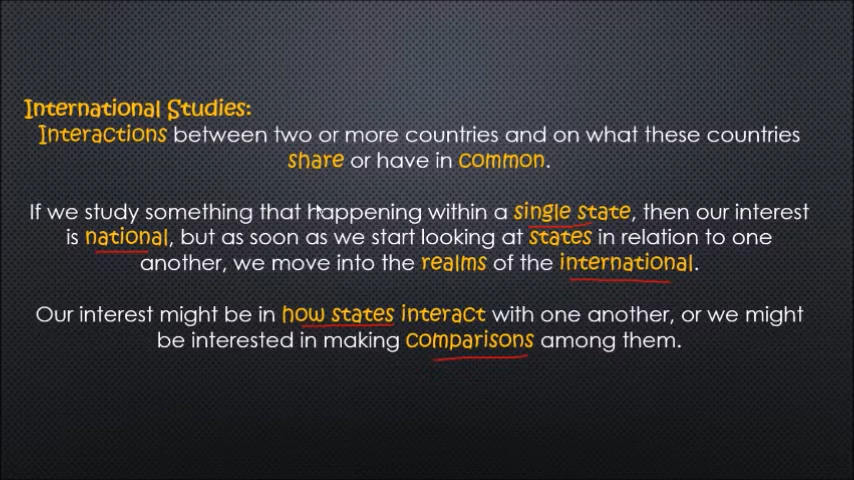 International Studies:
Interactions between two or more countries and on what these countries
share or have in common.
If we study something that happening within a single state, then our interest
is national, but as soon as we start looking at states in relation to one
another, we move into the realms of the international.
Our interest might be in how states interact with one another, or we might
be interested in making comparisons among them.